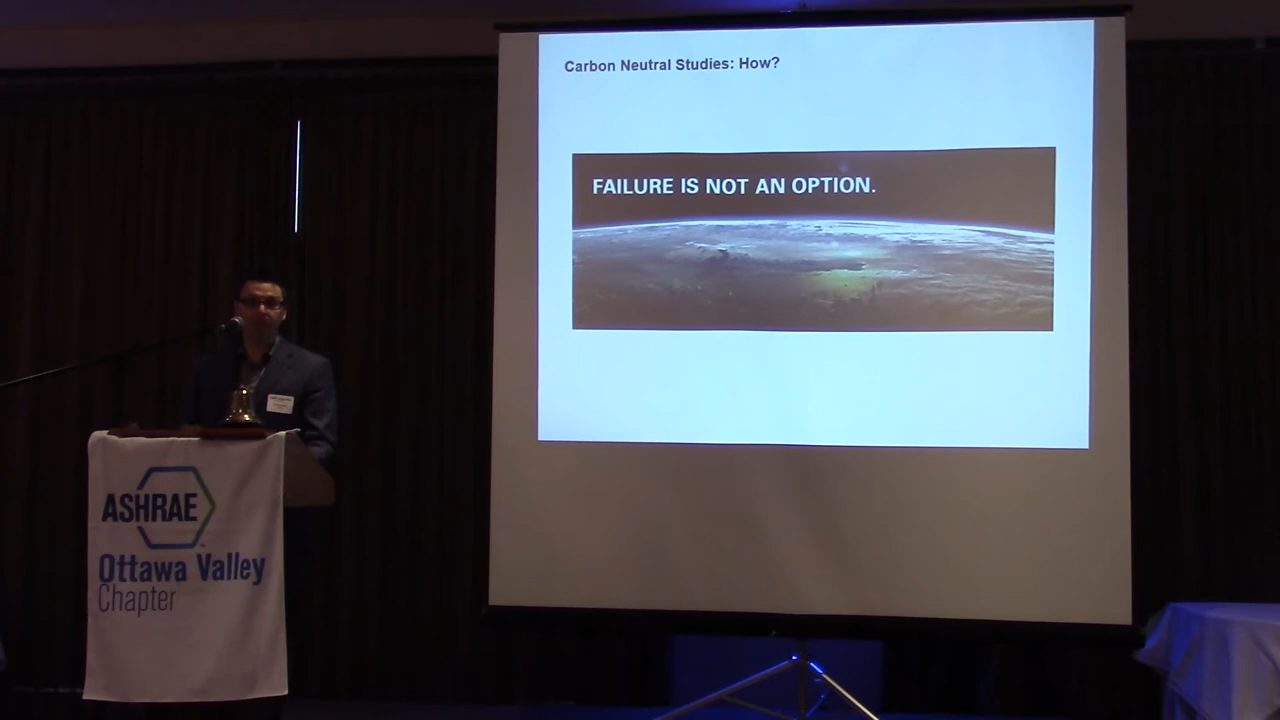 Carbon Neutral Studies: How?
FAILURE IS NOT AN OPTION.
ASHRAE
Ottawa Valley
Chapter